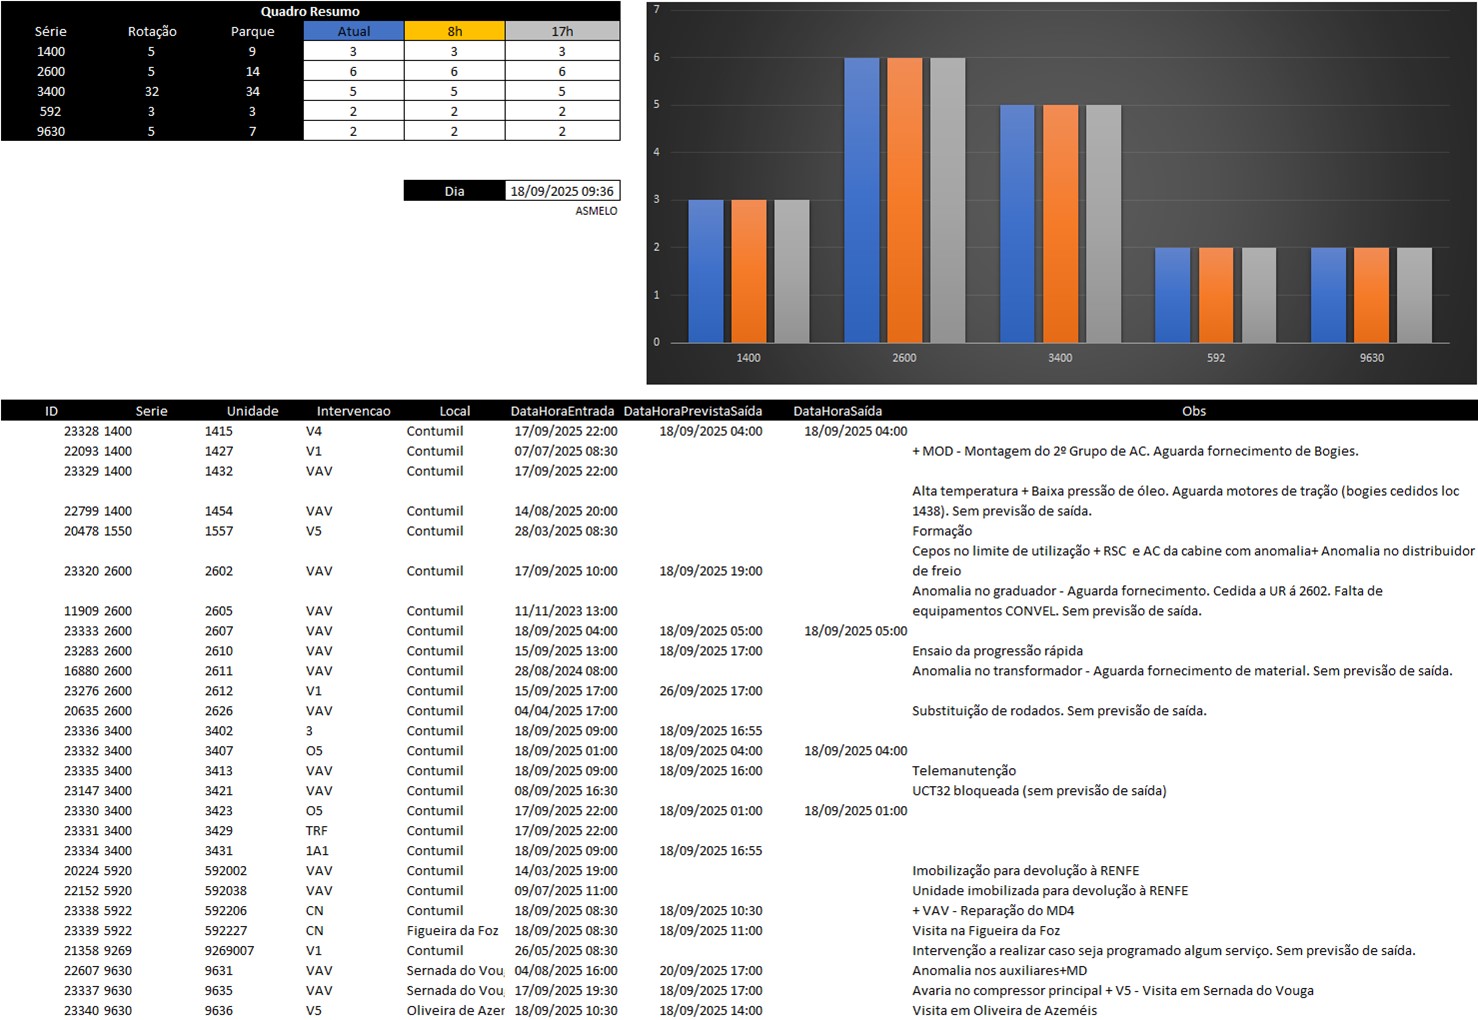 Quadro Resumo
Série Rotação Parque Atual 8h 17h
1400 5 9 3 3 3
2600 5 14 6 6 6
3400 32 34 5 5 5
592 3 3 2 2 2
9630 5 7 2 2 2
Dia 18/09/2025 09:36
ASMELO
7
6
5
4
3
2
1
0
1400 2600 3400 592 9630
ID Serie Unidade Intervencao Local DataHoraEntrada DataHoraPrevistaSaída DataHoraSaída Obs
23328 1400 1415 V4 Contumil 17/09/2025 22:00 18/09/2025 04:00 18/09/2025 04:00
22093 1400 1427 V1 Contumil 07/07/2025 08:30 + MOD - Montagem do 2º Grupo de AC. Aguarda fornecimento de Bogies.
23329 1400 1432 VAV Contumil 17/09/2025 22:00
Alta temperatura + Baixa pressão de óleo. Aguarda motores de tração (bogies cedidos loc
22799 1400 1454 VAV Contumil 14/08/2025 20:00 1438). Sem previsão de saída.
20478 1550 1557 V5 Contumil 28/03/2025 08:30 Formação
Cepos no limite de utilização + RSC e AC da cabine com anomalia+ Anomalia no distribuidor
23320 2600 2602 VAV Contumil 17/09/2025 10:00 18/09/2025 19:00 de freio
Anomalia no graduador - Aguarda fornecimento. Cedida a UR á 2602. Falta de
11909 2600 2605 VAV Contumil 11/11/2023 13:00 equipamentos CONVEL. Sem previsão de saída.
23333 2600 2607 VAV Contumil 18/09/2025 04:00 18/09/2025 05:00 18/09/2025 05:00
23283 2600 2610 VAV Contumil 15/09/2025 13:00 18/09/2025 17:00 Ensaio da progressão rápida
16880 2600 2611 VAV Contumil 28/08/2024 08:00 Anomalia no transformador - Aguarda fornecimento de material. Sem previsão de saída.
23276 2600 2612 V1 Contumil 15/09/2025 17:00 26/09/2025 17:00
20635 2600 2626 VAV Contumil 04/04/2025 17:00 Substituição de rodados. Sem previsão de saída.
23336 3400 3402 3 Contumil 18/09/2025 09:00 18/09/2025 16:55
23332 3400 3407 O5 Contumil 18/09/2025 01:00 18/09/2025 04:00 18/09/2025 04:00
23335 3400 3413 VAV Contumil 18/09/2025 09:00 18/09/2025 16:00 Telemanutenção
23147 3400 3421 VAV Contumil 08/09/2025 16:30 UCT32 bloqueada (sem previsão de saída)
23330 3400 3423 O5 Contumil 17/09/2025 22:00 18/09/2025 01:00 18/09/2025 01:00
23331 3400 3429 TRF Contumil 17/09/2025 22:00
23334 3400 3431 1A1 Contumil 18/09/2025 09:00 18/09/2025 16:55
20224 5920 592002 VAV Contumil 14/03/2025 19:00 Imobilização para devolução à RENFE
22152 5920 592038 VAV Contumil 09/07/2025 11:00 Unidade imobilizada para devolução à RENFE
23338 5922 592206 CN Contumil 18/09/2025 08:30 18/09/2025 10:30 + VAV - Reparação do MD4
23339 5922 592227 CN Figueira da Foz 18/09/2025 08:30 18/09/2025 11:00 Visita na Figueira da Foz
21358 9269 9269007 V1 Contumil 26/05/2025 08:30 Intervenção a realizar caso seja programado algum serviço. Sem previsão de saída.
22607 9630 9631 VAV Sernada do Vou 04/08/2025 16:00 20/09/2025 17:00 Anomalia nos auxiliares+MD
23337 9630 9635 VAV Sernada do Vou 17/09/2025 19:30 18/09/2025 17:00 Avaria no compressor principal + V5 - Visita em Sernada do Vouga
23340 9630 9636 V5 Oliveira de Azer 18/09/2025 10:30 18/09/2025 14:00 Visita em Oliveira de Azeméis